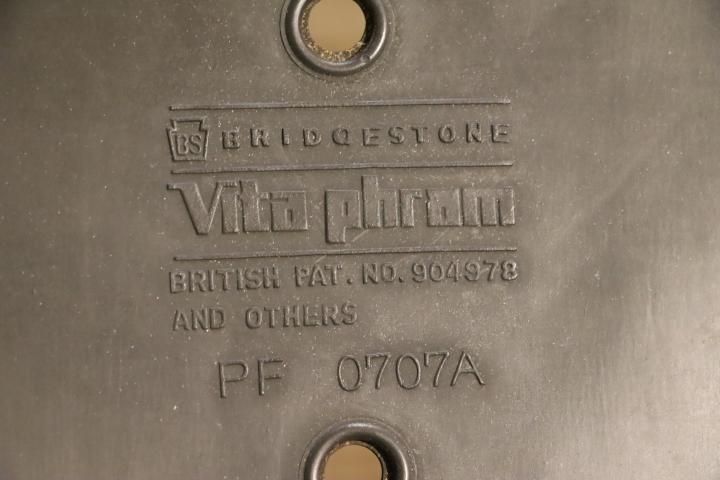 BS BRIDGESTONE
Vita phram
BRITISH PAT. NO. 904978
AND OTHERS
PF 0707A